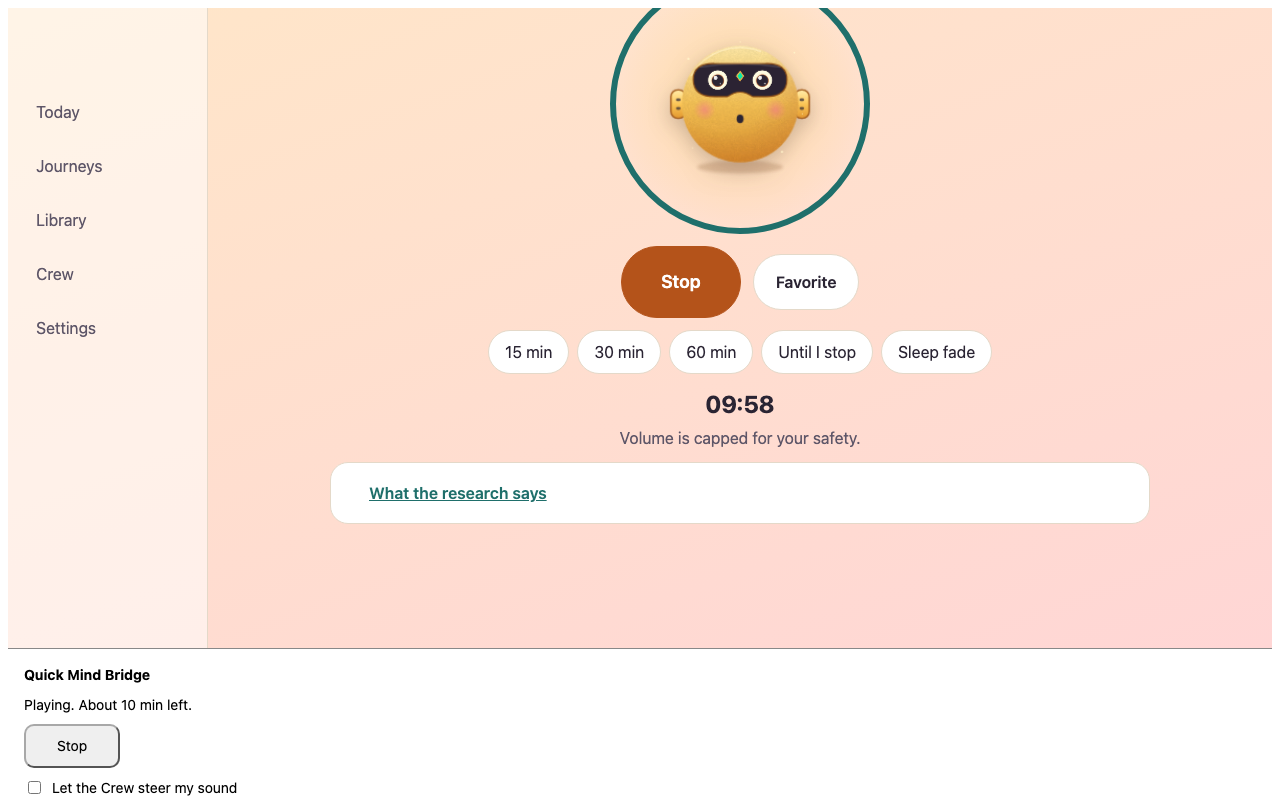 Today
Journeys
Library
Crew
Settings
Stop
Favorite
15 min
30 min
60 min
Until I stop
Sleep fade
09:58
Volume is capped for your safety.
What the research says
Quick Mind Bridge
Playing. About 10 min left.
Stop
Let the Crew steer my sound